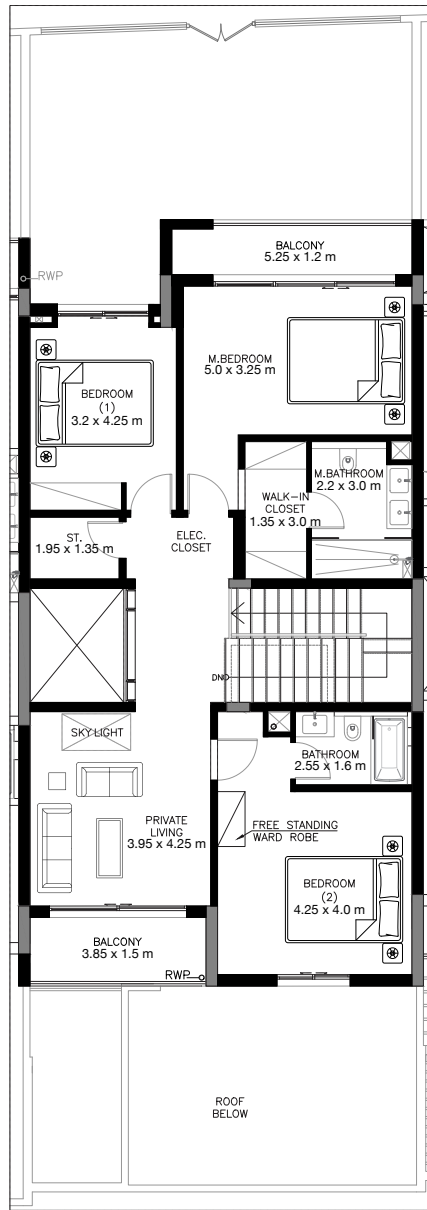 BALCONY
5.25 x 1.2 m
RWP
M.BEDROOM
5.0 x 3.25 m
BEDROOM
(1)
3.2 x 4.25 m
M.BATHROOM
2.2 x 3.0 m
WALK-IN
CLOSET
1.35 x 3.0 m
ST.
1.95 x 1.35 m
ELEC.
CLOSET
DN
SKYLIGHT
BATHROOM
2.55 x 1.6 m
PRIVATE
LIVING
3.95 x 4.25 m
FREE STANDING
WARD ROBE
BEDROOM
(2)
4.25 x 4.0 m
BALCONY
3.85 x 1.5 m
RWP
ROOF
BELOW